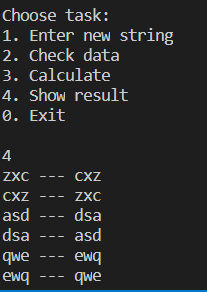 Choose task:
1. Enter new string
2. Check data
3. Calculate
4. Show result
0. Exit
4
zxc --- cxz
cxz --- zxc
asd --- dsa
dsa --- asd
qwe --- ewq
ewq --- qwe